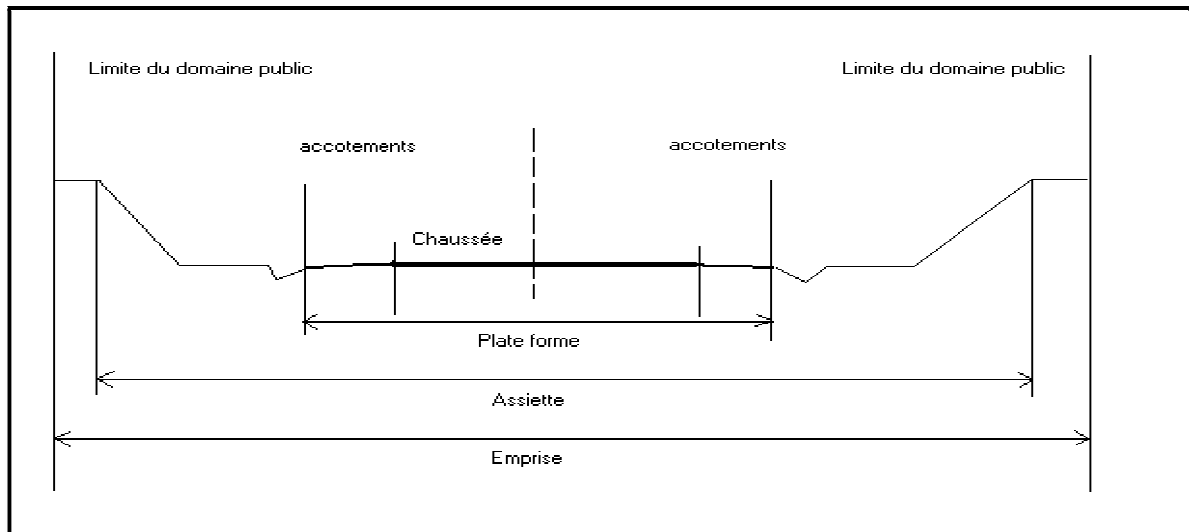 Limite du domaine public Limite du domaine public
accotements accotements
Chaussée
Plate forme
Assiette
Emprise